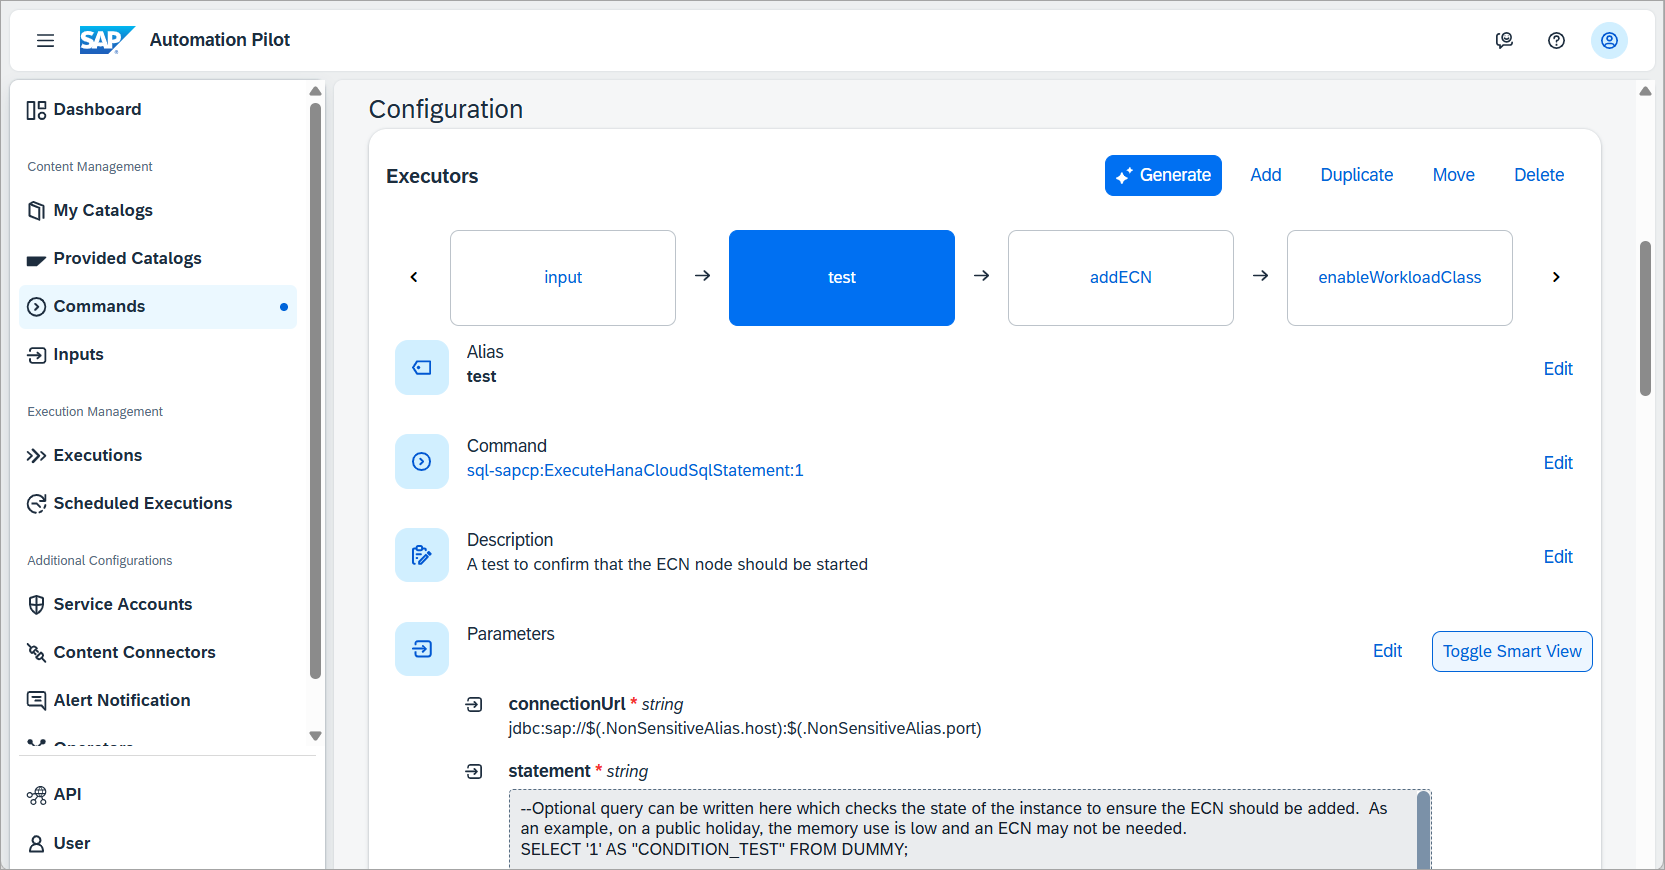 SAP Automation Pilot
Dashboard
Content Management
My Catalogs
Provided Catalogs
Commands
Inputs
Execution Management
Executions
Scheduled Executions
Additional Configurations
Service Accounts
Content Connectors
Alert Notification
API
User
Configuration
Executors
Generate Add Duplicate Move Delete
input test addECN enableWorkloadClass
Alias
test
Edit
Command
sql-sapcp:ExecuteHanaCloudSqlStatement:1
Edit
Description
A test to confirm that the ECN node should be started
Edit
Parameters
Edit Toggle Smart View
connectionUrl * string
jdbc:sap://$(.NonSensitiveAlias.host):$(.NonSensitiveAlias.port)
statement * string
--Optional query can be written here which checks the state of the instance to ensure the ECN should be added.  As
an example, on a public holiday, the memory use is low and an ECN may not be needed.
SELECT '1' AS "CONDITION_TEST" FROM DUMMY;